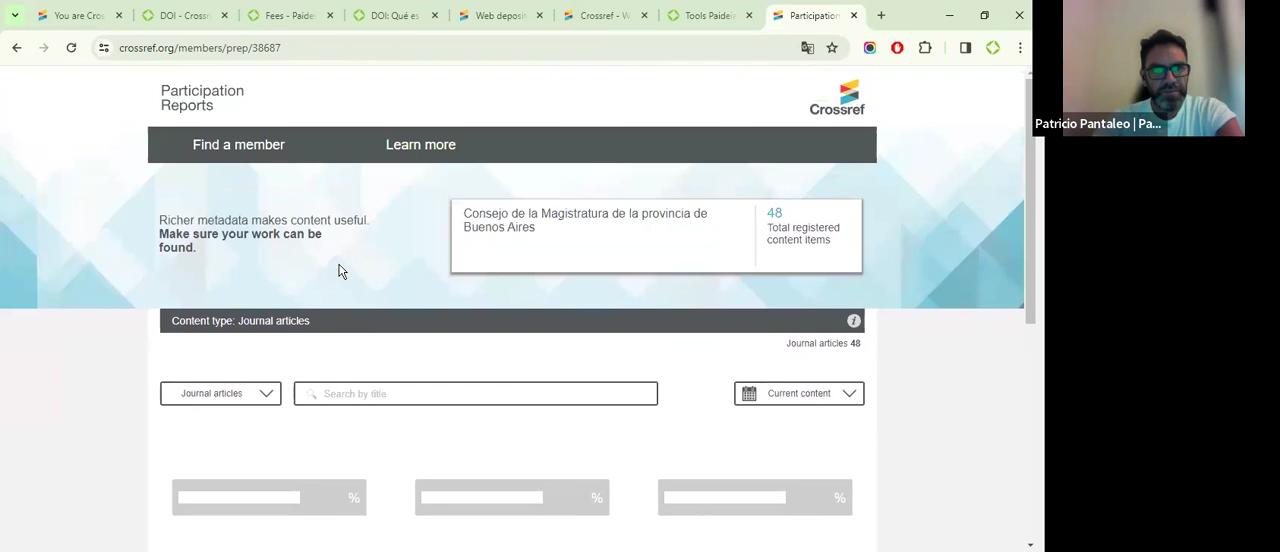 You are Cros
DOI - Crossr
Fees - Paide
DOI: Qué es
Web deposit
Crossref - W
Tools Paideia
Participation
crossref.org/members/prep/38687
Participation
Reports
Crossref
Find a member
Learn more
Richer metadata makes content useful.
Make sure your work can be
found.
Consejo de la Magistratura de la provincia de
Buenos Aires
48
Total registered
content items
Content type: Journal articles
Journal articles 48
Journal articles
Search by title
Current content
%
%
%
Patricio Pantaleo | Pa...